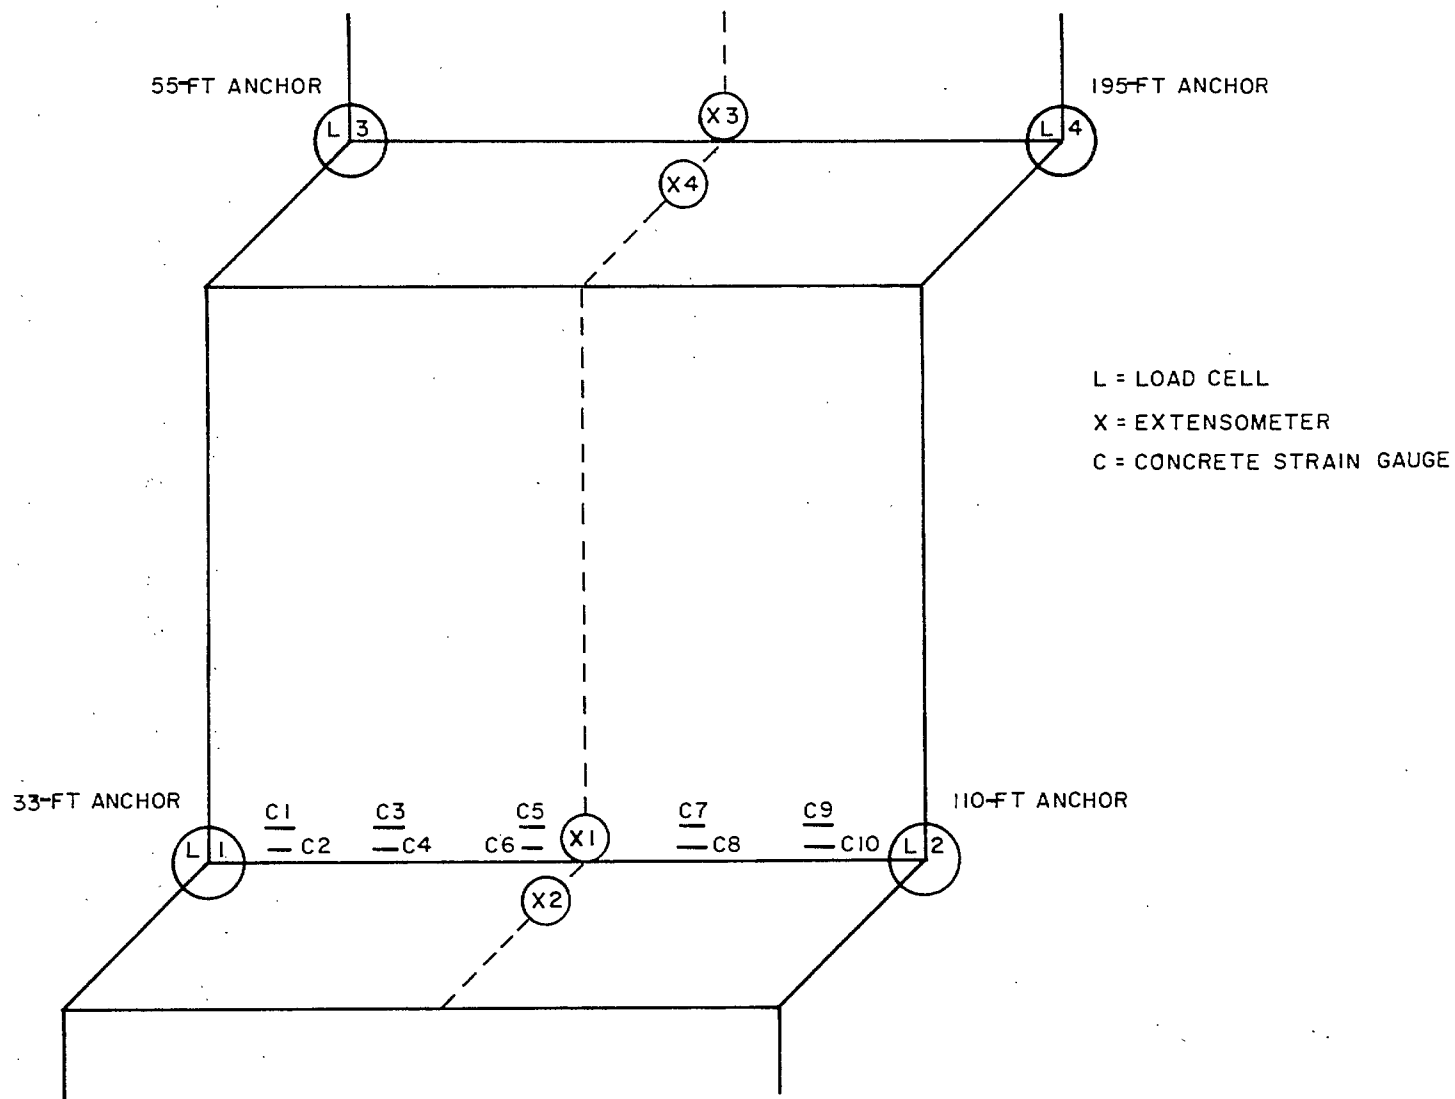 55-FT ANCHOR
195-FT ANCHOR
X3
L 3
L 4
X4
L = LOAD CELL
X = EXTENSOMETER
C = CONCRETE STRAIN GAUGE
33-FT ANCHOR
110-FT ANCHOR
C1 C3 C5 C7 C9
C2 C4 C6 X1 C8 C10
L 1
L 2
X2